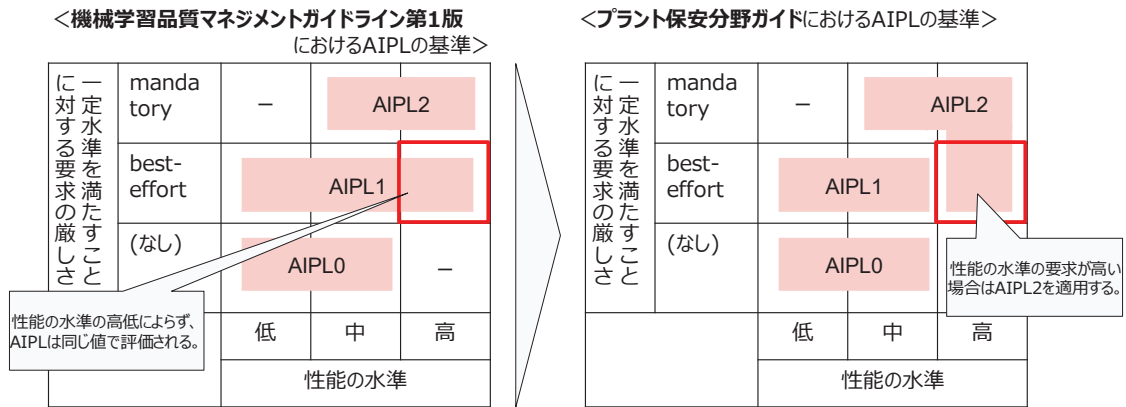 ＜機械学習品質マネジメントガイドライン第1版
におけるAIPLの基準＞
一定水準を満たすこと
に対する要求の厳しさ
manda
tory
－
AIPL2
best-
effort
AIPL1
(なし)
AIPL0
－
性能の水準の高低によらず、
AIPLは同じ値で評価される。
低
中
高
性能の水準
＜プラント保安分野ガイドにおけるAIPLの基準＞
一定水準を満たすこと
に対する要求の厳しさ
manda
tory
－
AIPL2
best-
effort
AIPL1
(なし)
AIPL0
性能の水準の要求が高い
場合はAIPL2を適用する。
低
中
高
性能の水準